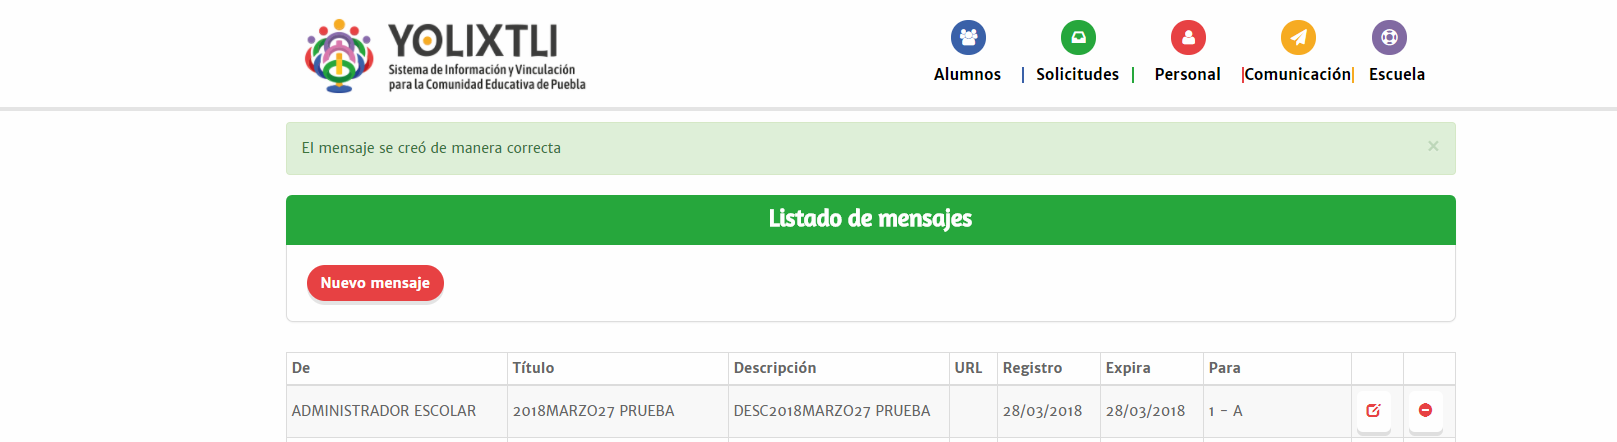 YOLIXTLI
Sistema de Información y Vinculación
para la Comunidad Educativa de Puebla
Alumnos | Solicitudes | Personal | Comunicación | Escuela
El mensaje se creó de manera correcta ×
Listado de mensajes
Nuevo mensaje
De Título Descripción URL Registro Expira Para
ADMINISTRADOR ESCOLAR 2018MARZO27 PRUEBA DESC2018MARZO27 PRUEBA 28/03/2018 28/03/2018 1 - A